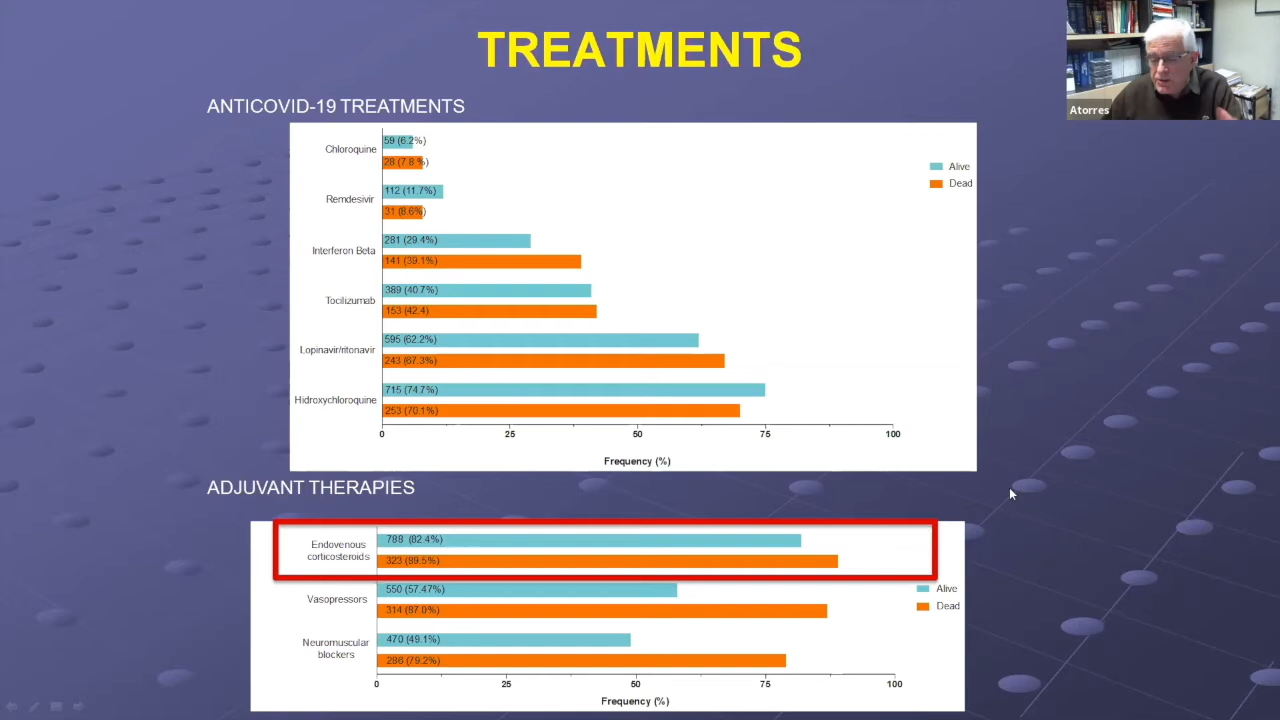 TREATMENTS
Atorres
ANTICOVID-19 TREATMENTS
Chloroquine
59 (6.2%)
28 (7.8 %)
Alive
Dead
Remdesivir
112 (11.7%)
31 (8.6%)
Interferon Beta
281 (29.4%)
141 (39.1%)
Tocilizumab
389 (40.7%)
153 (42.4)
Lopinavir/ritonavir
595 (62.2%)
243 (67.3%)
Hidroxychloroquine
715 (74.7%)
253 (70.1%)
0 25 50 75 100
Frequency (%)
ADJUVANT THERAPIES
Endovenous
corticosteroids
788 (82.4%)
323 (89.5%)
Vasopressors
550 (57.47%)
314 (87.0%)
Alive
Dead
Neuromuscular
blockers
470 (49.1%)
286 (79.2%)
0 25 50 75 100
Frequency (%)